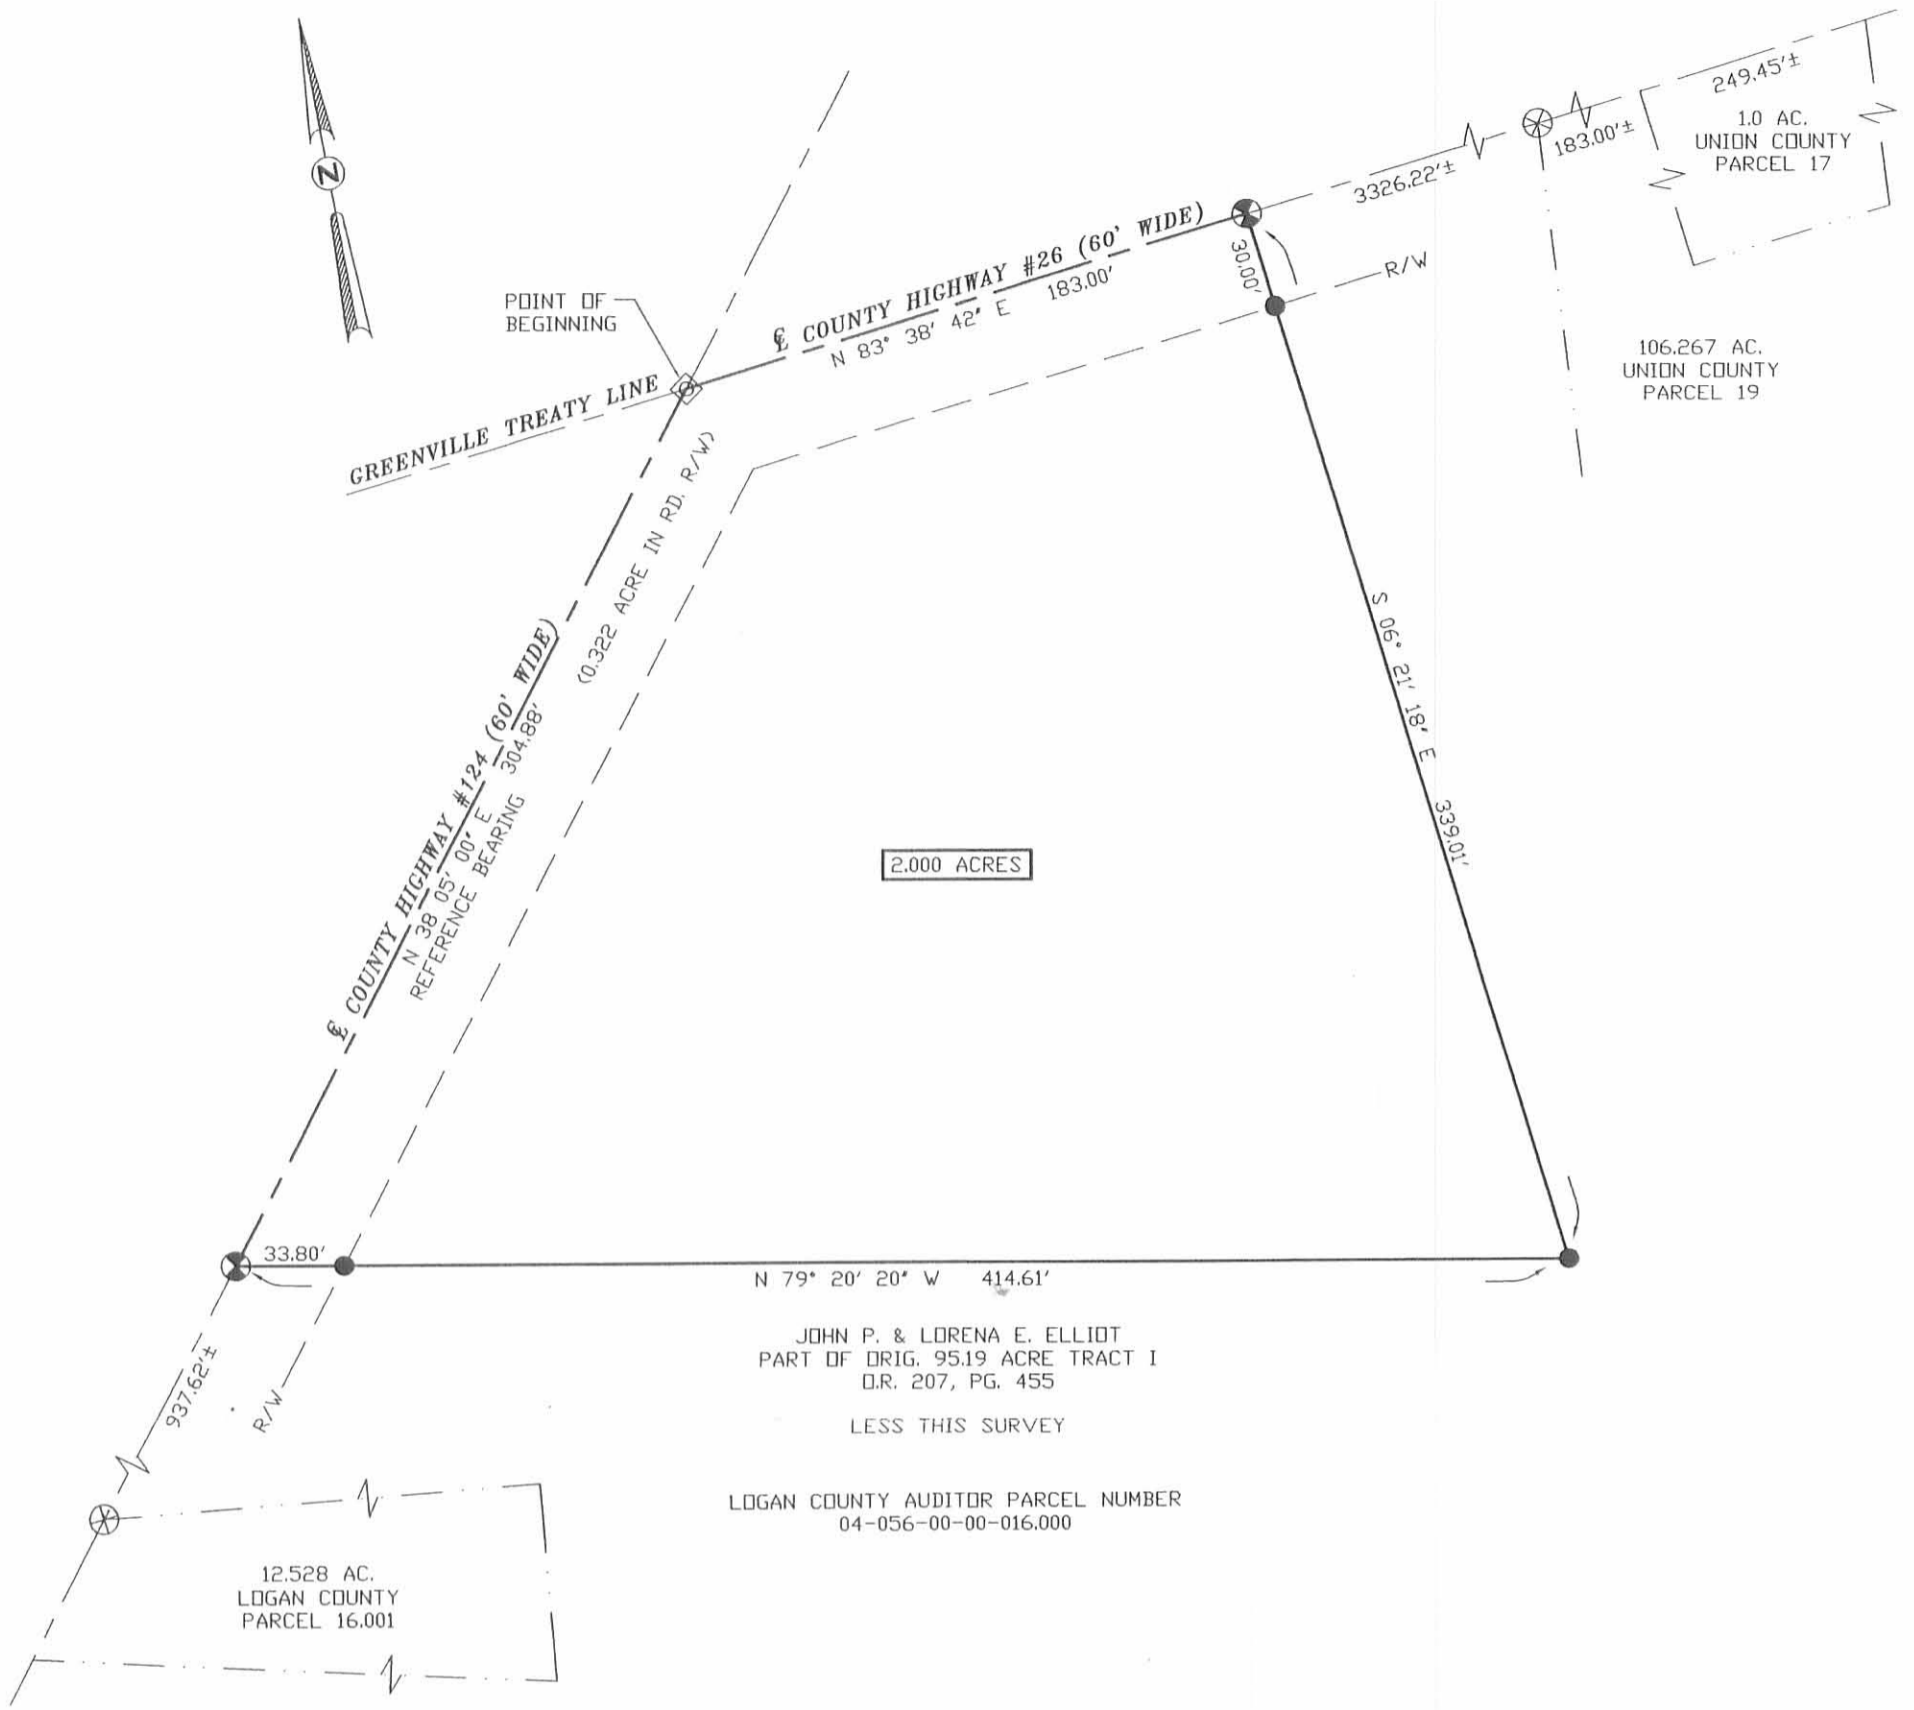 N
249.45'±
1.0 AC.
UNION COUNTY
PARCEL 17
183.00'±
3326.22'±
℄ COUNTY HIGHWAY #26 (60' WIDE)
N 83° 38' 42" E 183.00'
30.00'
R/W
POINT OF
BEGINNING
GREENVILLE TREATY LINE
106.267 AC.
UNION COUNTY
PARCEL 19
(0.322 ACRE IN RD. R/W)
℄ COUNTY HIGHWAY #124 (60' WIDE)
N 38 05' 00" E 304.88'
REFERENCE BEARING
S 06° 21' 18" E 339.01'
2.000 ACRES
33.80'
N 79° 20' 20" W 414.61'
JOHN P. & LORENA E. ELLIOT
PART OF ORIG. 95.19 ACRE TRACT I
O.R. 207, PG. 455
LESS THIS SURVEY
937.62'±
R/W
LOGAN COUNTY AUDITOR PARCEL NUMBER
04-056-00-00-016.000
12.528 AC.
LOGAN COUNTY
PARCEL 16.001